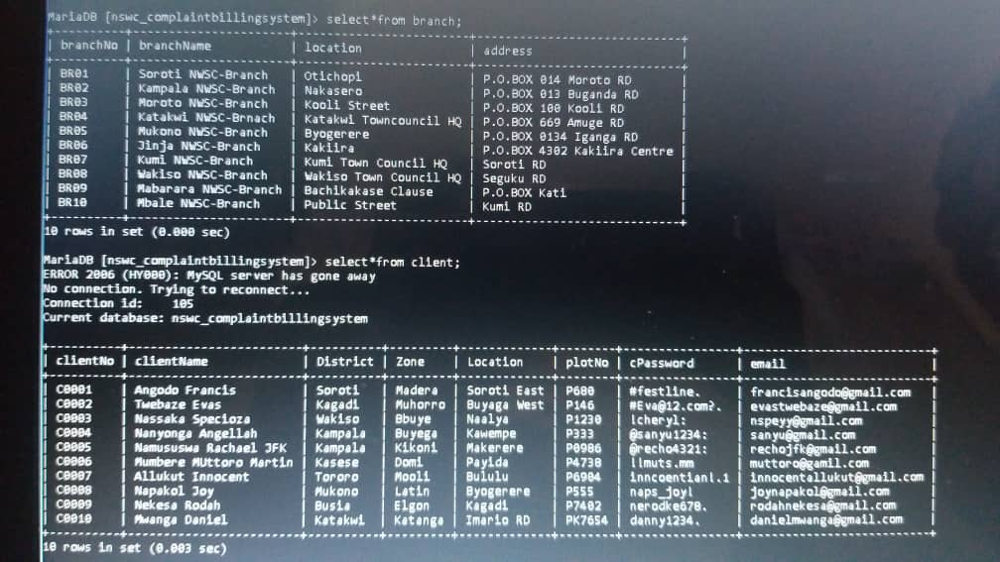 MariaDB [nswc_complaintbillingsystem]> select*from branch;
+----------+------------------------+------------------------+----------------------------+
| branchNo | branchName | location | address |
+----------+------------------------+------------------------+----------------------------+
| BR01 | Soroti NWSC-Branch | Otichopi | P.O.BOX 014 Moroto RD |
| BR02 | Kampala NWSC-Branch | Nakasero | P.O.BOX 013 Buganda RD |
| BR03 | Moroto NWSC-Branch | Kooli Street | P.O.BOX 100 Kooli RD |
| BR04 | Katakwi NWSC-Brnach | Katakwi Towncouncil HQ | P.O.BOX 669 Amuge RD |
| BR05 | Mukono NWSC-Branch | Byogerere | P.O.BOX 0134 Iganga RD |
| BR06 | Jinja NWSC-Branch | Kakiira | P.O.BOX 4302 Kakiira Centre |
| BR07 | Kumi NWSC-Branch | Kumi Town Council HQ | Soroti RD |
| BR08 | Wakiso NWSC-Branch | Wakiso Town Council HQ | Seguku RD |
| BR09 | Mabarara NWSC-Branch | Bachikakase Clause | P.O.BOX Kati |
| BR10 | Mbale NWSC-Branch | Public Street | Kumi RD |
+----------+------------------------+------------------------+----------------------------+
10 rows in set (0.000 sec)
MariaDB [nswc_complaintbillingsystem]> select*from client;
ERROR 2006 (HY000): MySQL server has gone away
No connection. Trying to reconnect...
Connection id: 105
Current database: nswc_complaintbillingsystem
+----------+------------------------+----------+---------+-------------+--------+----------------+--------------------------+
| clientNo | clientName | District | Zone | Location | plotNo | cPassword | email |
+----------+------------------------+----------+---------+-------------+--------+----------------+--------------------------+
| C0001 | Angodo Francis | Soroti | Madera | Soroti East | P600 | #festline. | francisangodo@gmail.com |
| C0002 | Twebaze Evas | Kagadi | Muhorro | Buyaga West | P146 | #Eva@12.com?. | evastwebaze@gmail.com |
| C0003 | Nassaka Specioza | Wakiso | Bbuye | Naalya | P1230 | !cheryl: | nspeyy@gmail.com |
| C0004 | Nanyonga Angellah | Kampala | Buyega | Kawempe | P333 | @sanyu1234: | sanyu@gmail.com |
| C0005 | Namususwa Rachael JFK | Kampala | Kikoni | Makerere | P0986 | @recho4321: | rechojfk@gmail.com |
| C0006 | Mumbere MUttoro Martin | Kasese | Domi | Payida | P4730 | llmuts.mm | muttoro@gamil.com |
| C0007 | Allukut Innocent | Tororo | Mooli | Bululu | P6904 | inncoentianl.1 | innocentallukut@gmail.com |
| C0008 | Napakol Joy | Mukono | Latin | Byogerere | P555 | naps_joy! | joynapakol@gmail.com |
| C0009 | Nekesa Rodah | Busia | Elgon | Kagadi | P7402 | nerodke670. | rodahnekesa@gmail.com |
| C0010 | Mwanga Daniel | Katakwi | Katanga | Imario RD | PK7654 | danny1234. | danielmwanga@gmail.com |
+----------+------------------------+----------+---------+-------------+--------+----------------+--------------------------+
10 rows in set (0.003 sec)